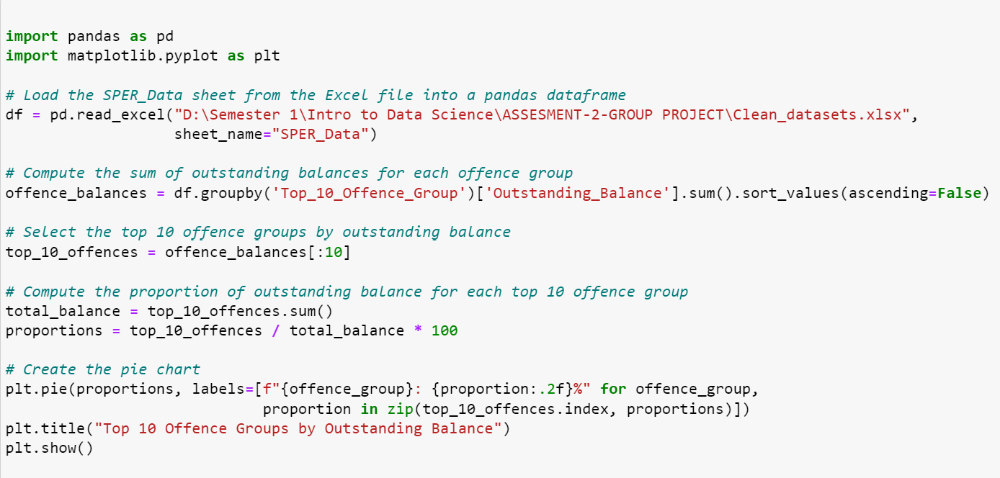 import pandas as pd
import matplotlib.pyplot as plt
# Load the SPER_Data sheet from the Excel file into a pandas dataframe
df = pd.read_excel("D:\Semester 1\Intro to Data Science\ASSESMENT-2-GROUP PROJECT\Clean_datasets.xlsx",
                   sheet_name="SPER_Data")
# Compute the sum of outstanding balances for each offence group
offence_balances = df.groupby('Top_10_Offence_Group')['Outstanding_Balance'].sum().sort_values(ascending=False)
# Select the top 10 offence groups by outstanding balance
top_10_offences = offence_balances[:10]
# Compute the proportion of outstanding balance for each top 10 offence group
total_balance = top_10_offences.sum()
proportions = top_10_offences / total_balance * 100
# Create the pie chart
plt.pie(proportions, labels=[f"{offence_group}: {proportion:.2f}%" for offence_group,
                             proportion in zip(top_10_offences.index, proportions)])
plt.title("Top 10 Offence Groups by Outstanding Balance")
plt.show()